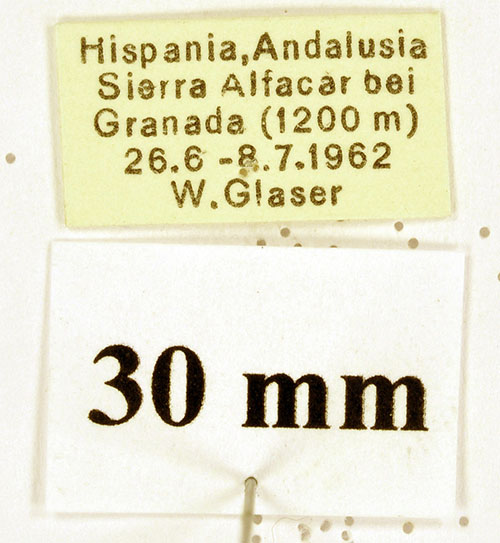 Hispania,Andalusia
Sierra Alfacar bei
Granada (1200 m)
26.6 -8.7.1962
W.Glaser
30 mm